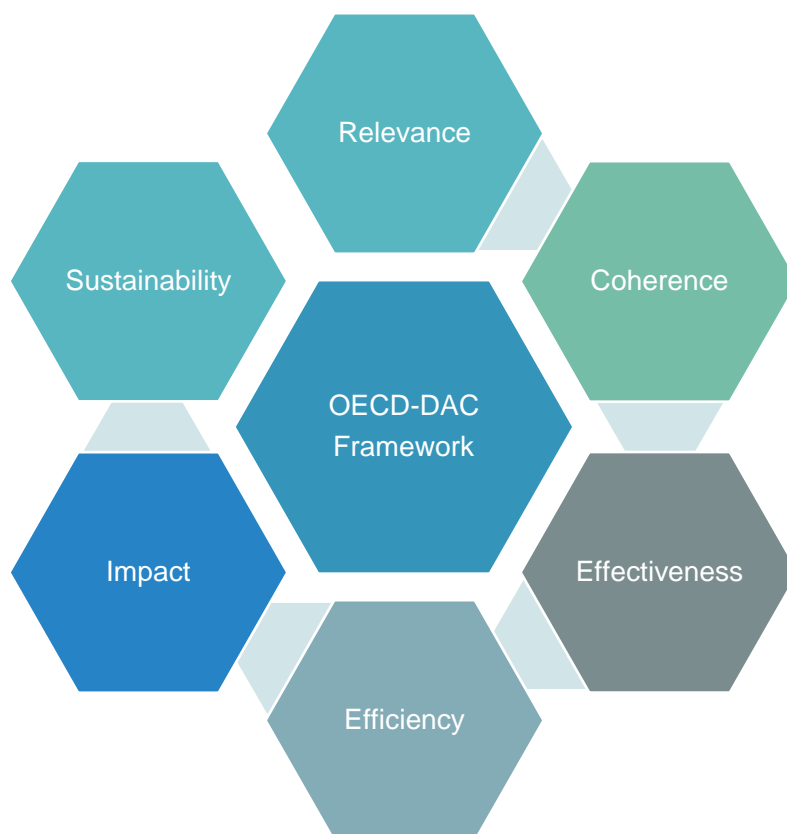 Relevance
Sustainability
Coherence
OECD-DAC
Framework
Impact
Effectiveness
Efficiency